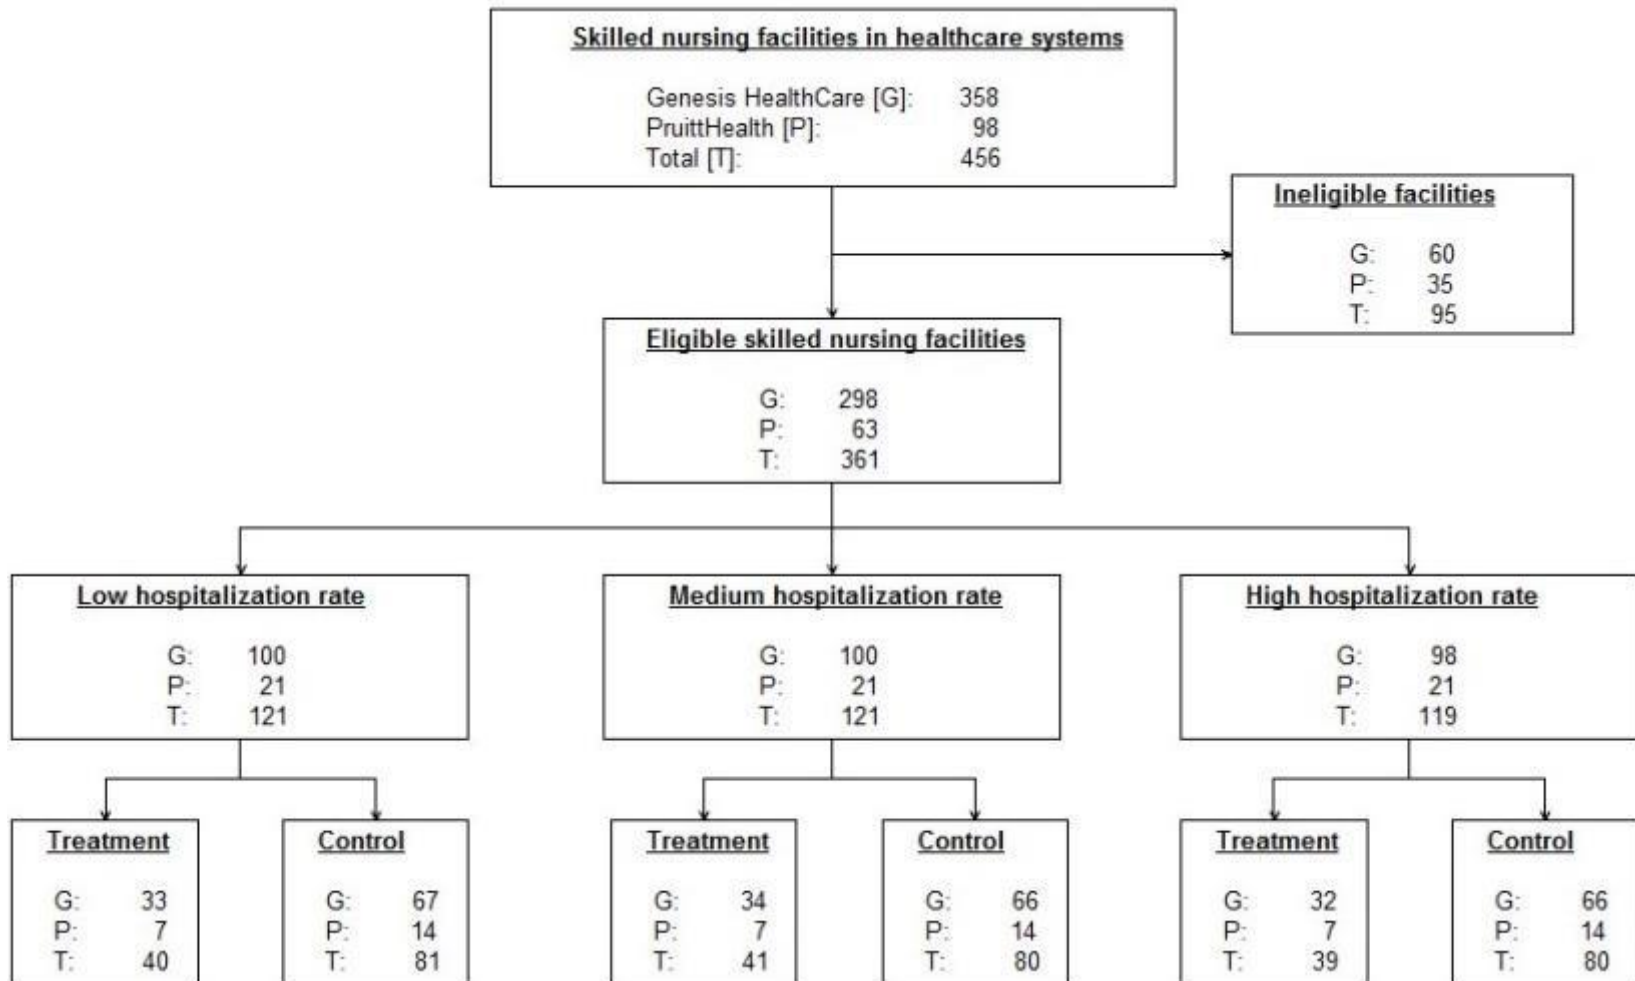 Skilled nursing facilities in healthcare systems
Genesis HealthCare [G]: 358
PruittHealth [P]: 98
Total [T]: 456
Ineligible facilities
G: 60
P: 35
T: 95
Eligible skilled nursing facilities
G: 298
P: 63
T: 361
Low hospitalization rate
G: 100
P: 21
T: 121
Medium hospitalization rate
G: 100
P: 21
T: 121
High hospitalization rate
G: 98
P: 21
T: 119
Treatment
G: 33
P: 7
T: 40
Control
G: 67
P: 14
T: 81
Treatment
G: 34
P: 7
T: 41
Control
G: 66
P: 14
T: 80
Treatment
G: 32
P: 7
T: 39
Control
G: 66
P: 14
T: 80